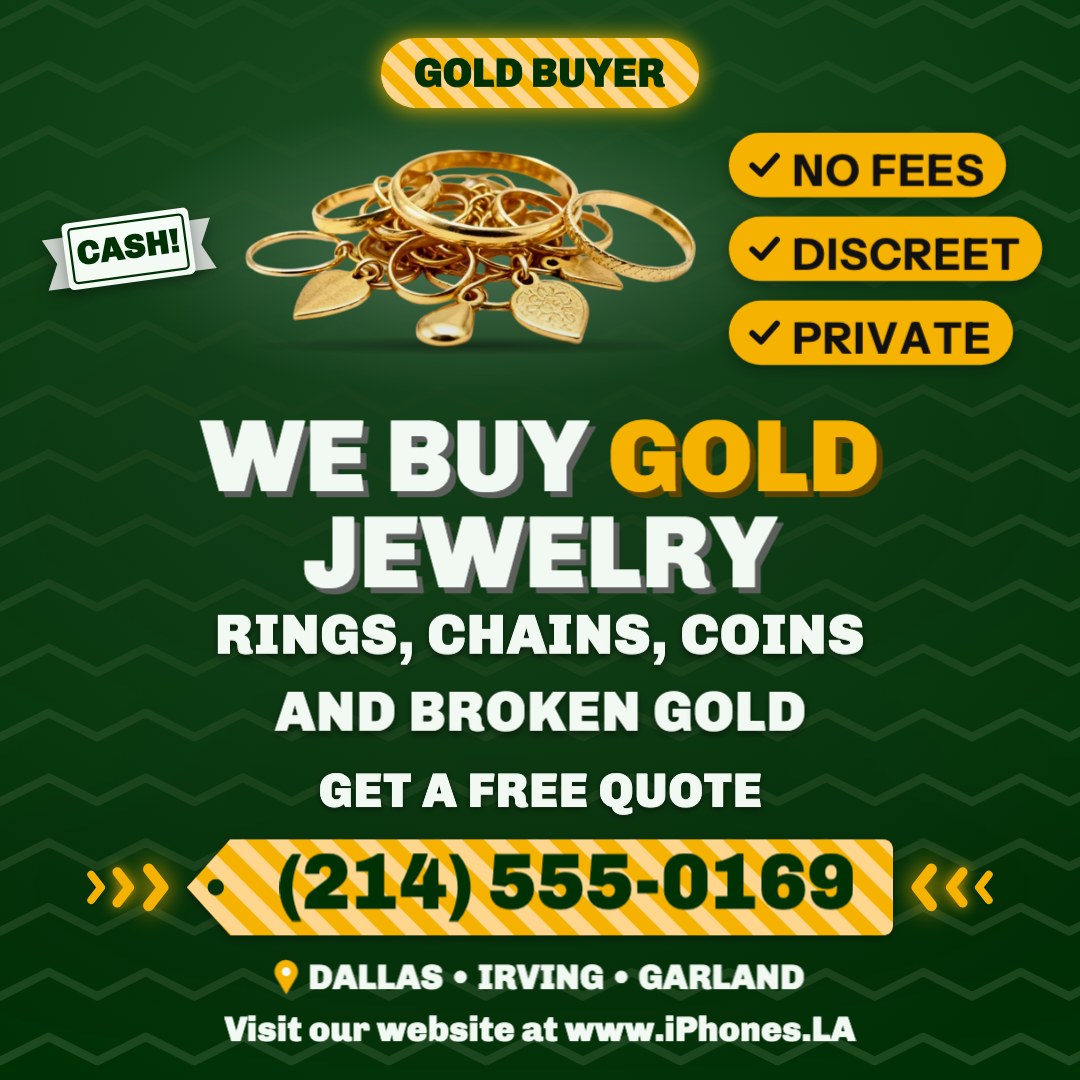 GOLD BUYER
CASH!
✓ NO FEES
✓ DISCREET
✓ PRIVATE
WE BUY GOLD
JEWELRY
RINGS, CHAINS, COINS
AND BROKEN GOLD
GET A FREE QUOTE
(214) 555-0169
DALLAS • IRVING • GARLAND
Visit our website at www.iPhones.LA